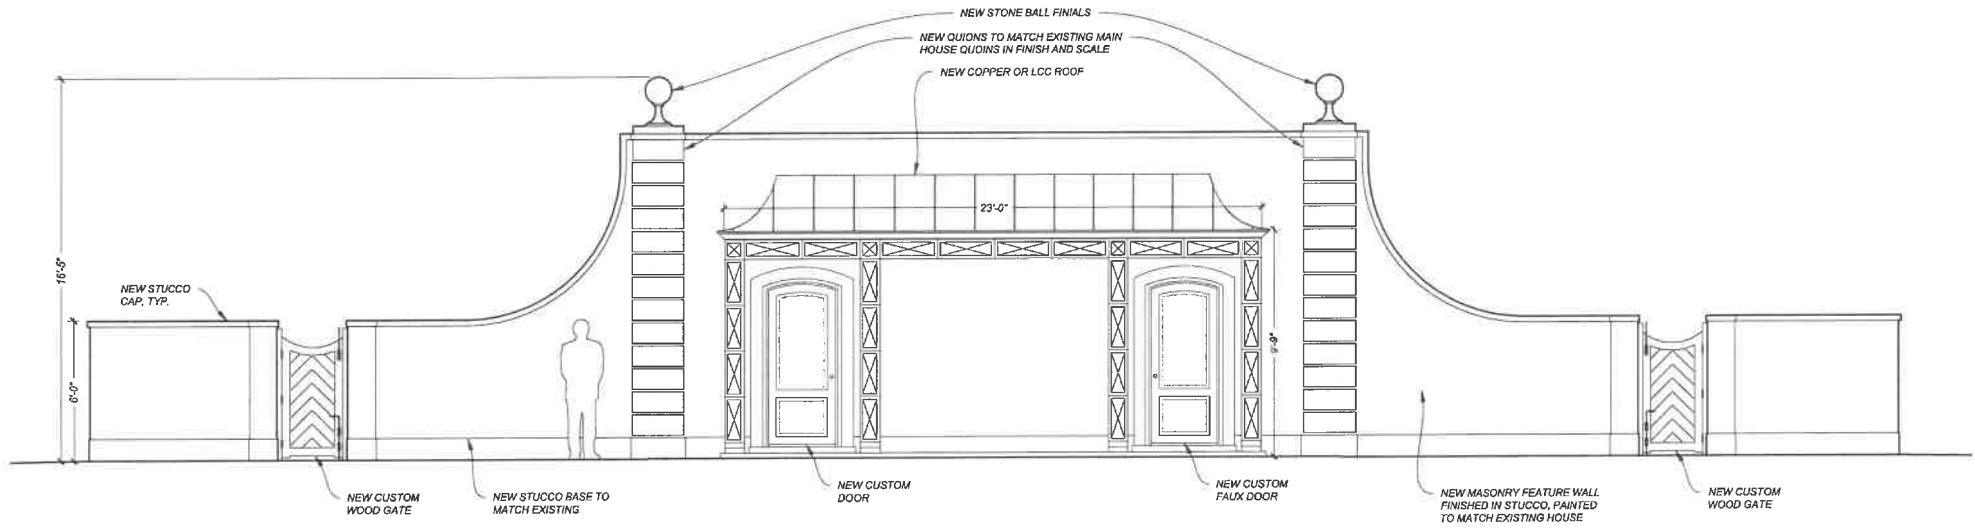 NEW STONE BALL FINIALS
NEW QUIONS TO MATCH EXISTING MAIN
HOUSE QUOINS IN FINISH AND SCALE
NEW COPPER OR LCC ROOF
23'-0"
16'-5"
NEW STUCCO
CAP, TYP.
6'-0"
9'-9"
NEW CUSTOM
WOOD GATE
NEW STUCCO BASE TO
MATCH EXISTING
NEW CUSTOM
DOOR
NEW CUSTOM
FAUX DOOR
NEW MASONRY FEATURE WALL
FINISHED IN STUCCO, PAINTED
TO MATCH EXISTING HOUSE
NEW CUSTOM
WOOD GATE